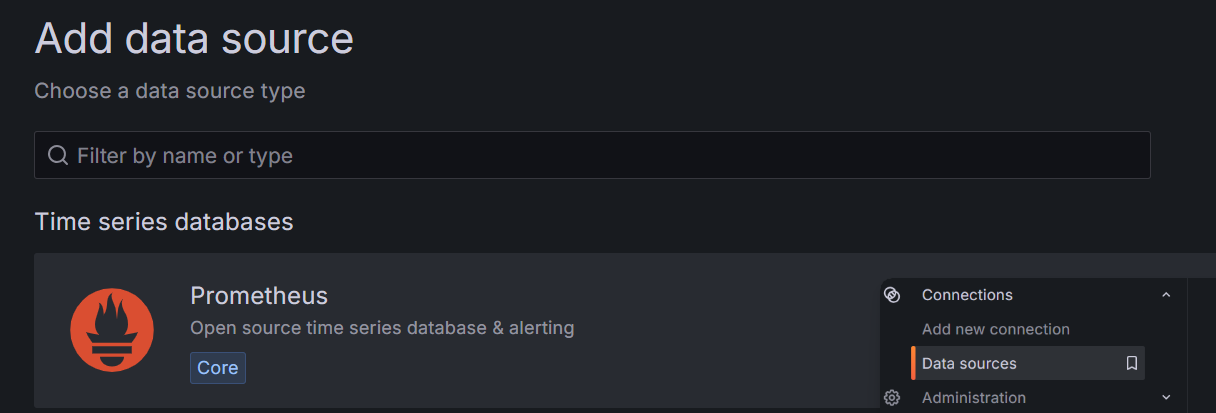 Add data source
Choose a data source type
Filter by name or type
Time series databases
Prometheus
Open source time series database & alerting
Core
Connections
Add new connection
Data sources
Administration